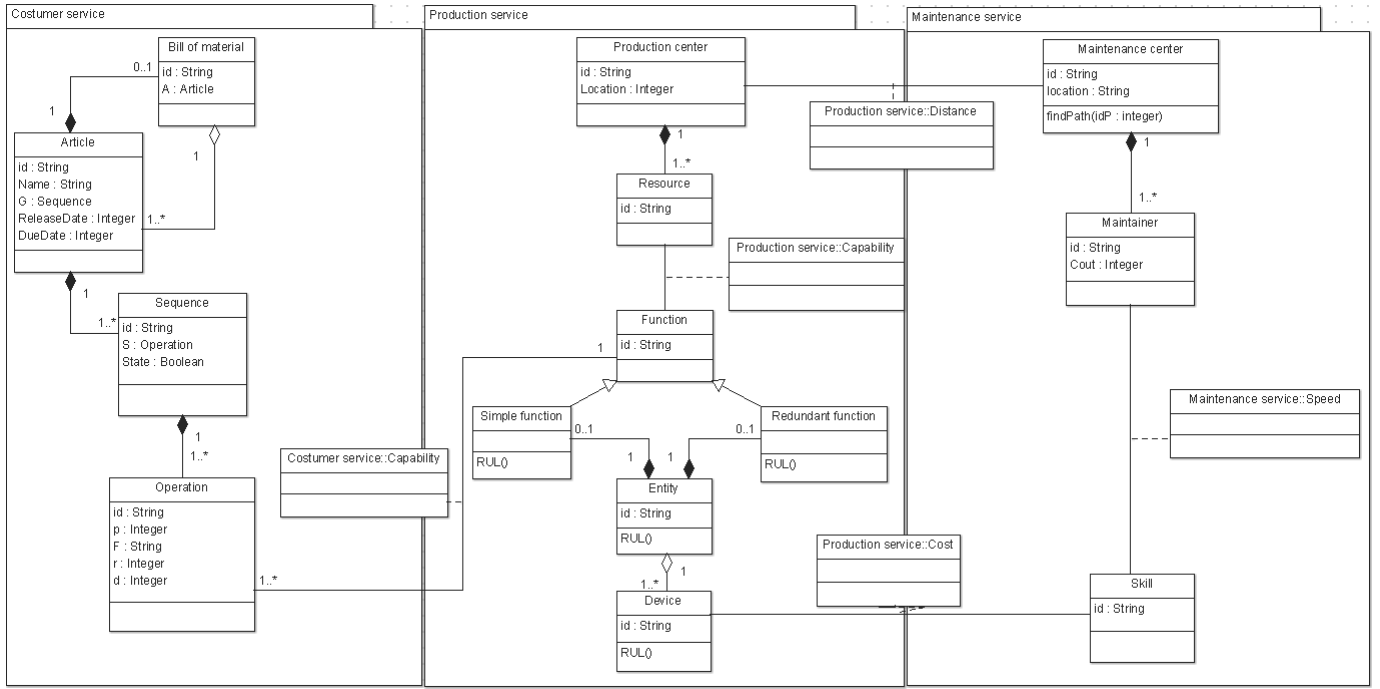 Costumer service
Bill of material
id : String
A : Article
0..1
1
1
Article
id : String
Name : String
G : Sequence
ReleaseDate : Integer
DueDate : Integer
1..*
1
1..*
Sequence
id : String
S : Operation
State : Boolean
1
1..*
Operation
id : String
p : Integer
F : String
r : Integer
d : Integer
1..*
Costumer service::Capability
Production service
Production center
id : String
Location : Integer
1
1..*
Resource
id : String
Production service::Capability
Function
id : String
1
Simple function
RUL()
0..1
Redundant function
RUL()
0..1
1
1
Entity
id : String
RUL()
1
1..*
Device
id : String
RUL()
Production service::Distance
Production service::Cost
Maintenance service
Maintenance center
id : String
location : String
findPath(idP : integer)
1
1..*
Maintainer
id : String
Cout : Integer
Maintenance service::Speed
Skill
id : String